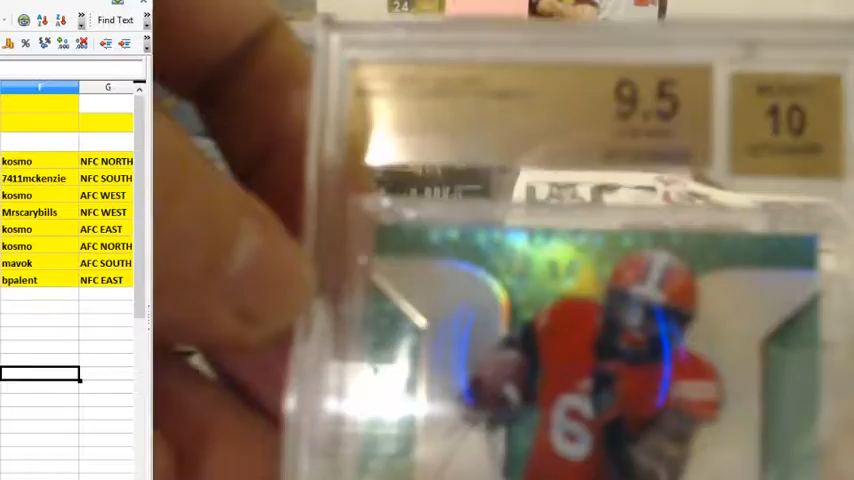 Find Text
F
G
kosmo NFC NORTH
7411mckenzie NFC SOUTH
kosmo AFC WEST
Mrscarybills NFC WEST
kosmo AFC EAST
kosmo AFC NORTH
mavok AFC SOUTH
bpalent NFC EAST
24
9.5
10
6